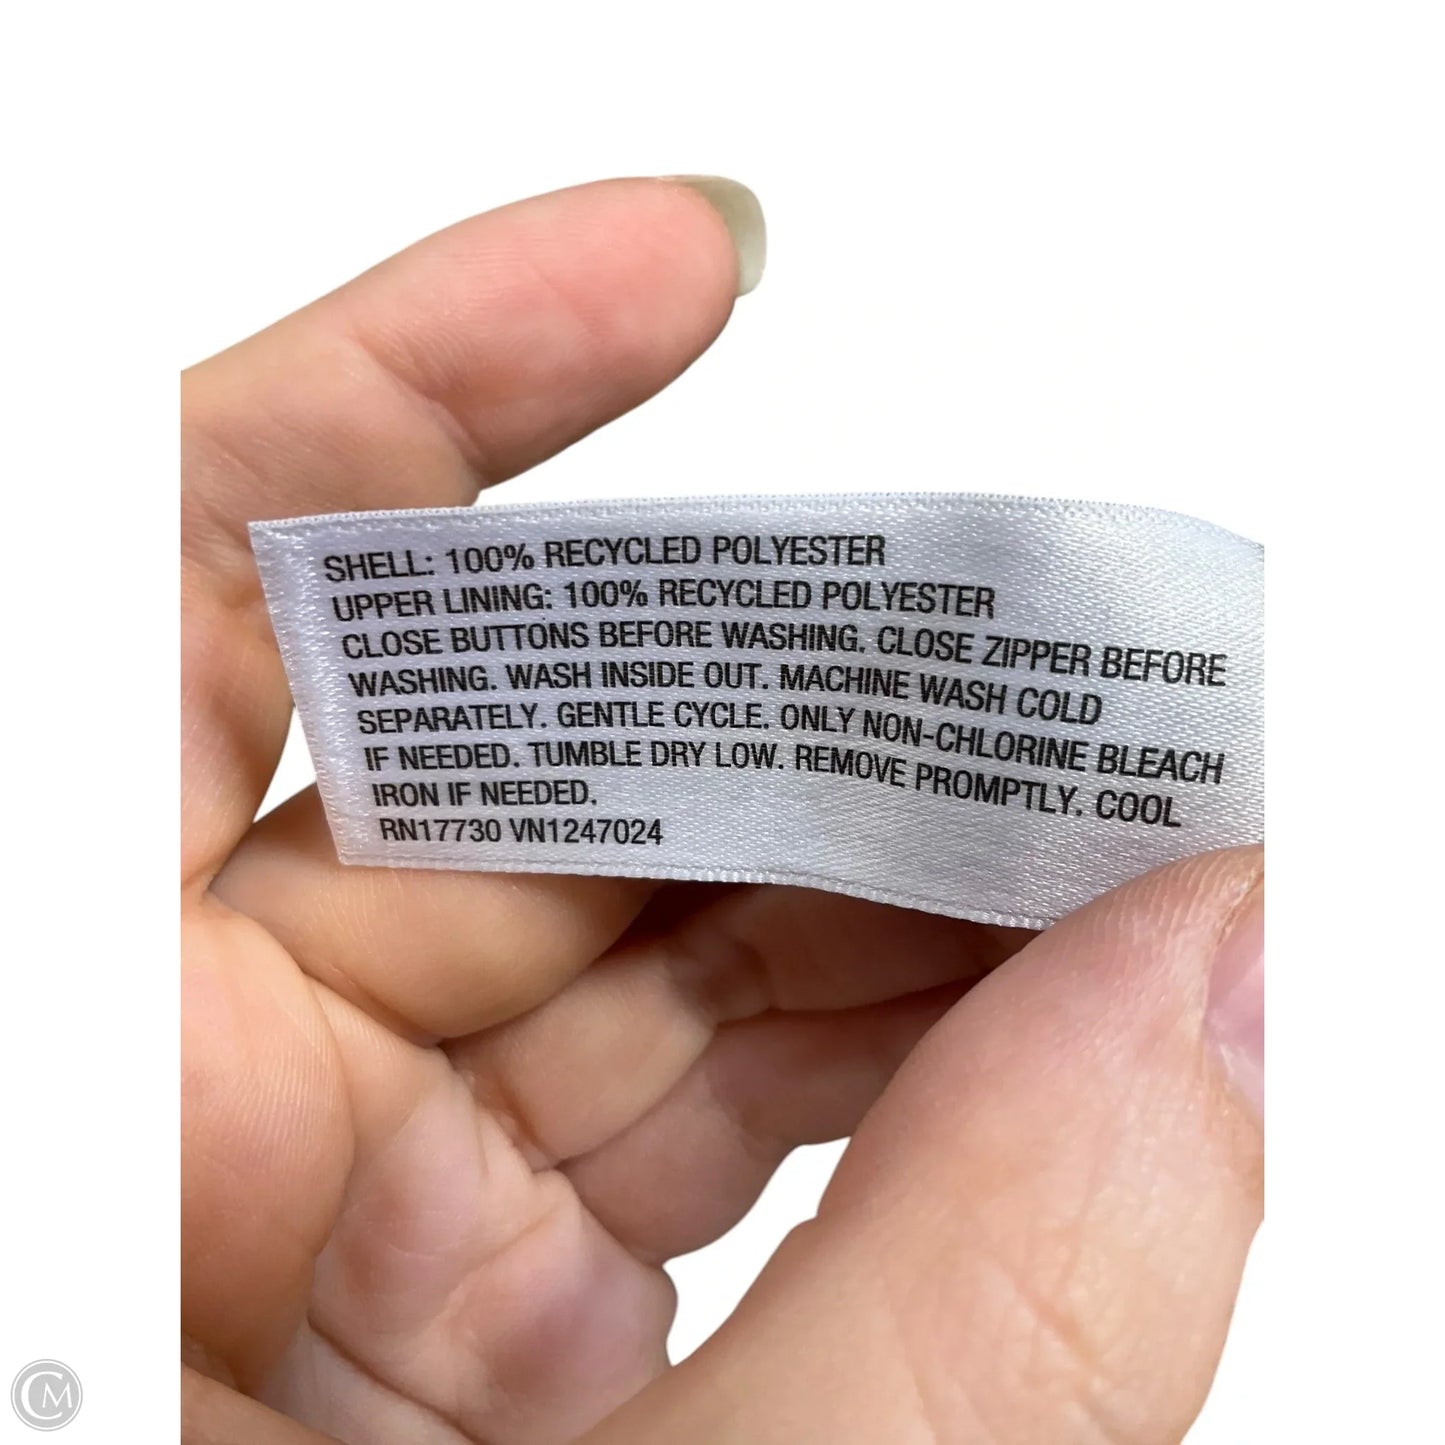 SHELL: 100% RECYCLED POLYESTER
UPPER LINING: 100% RECYCLED POLYESTER
CLOSE BUTTONS BEFORE WASHING. CLOSE ZIPPER BEFORE
WASHING. WASH INSIDE OUT. MACHINE WASH COLD
SEPARATELY. GENTLE CYCLE. ONLY NON-CHLORINE BLEACH
IF NEEDED. TUMBLE DRY LOW. REMOVE PROMPTLY. COOL
IRON IF NEEDED.
RN17730 VN1247024
CM